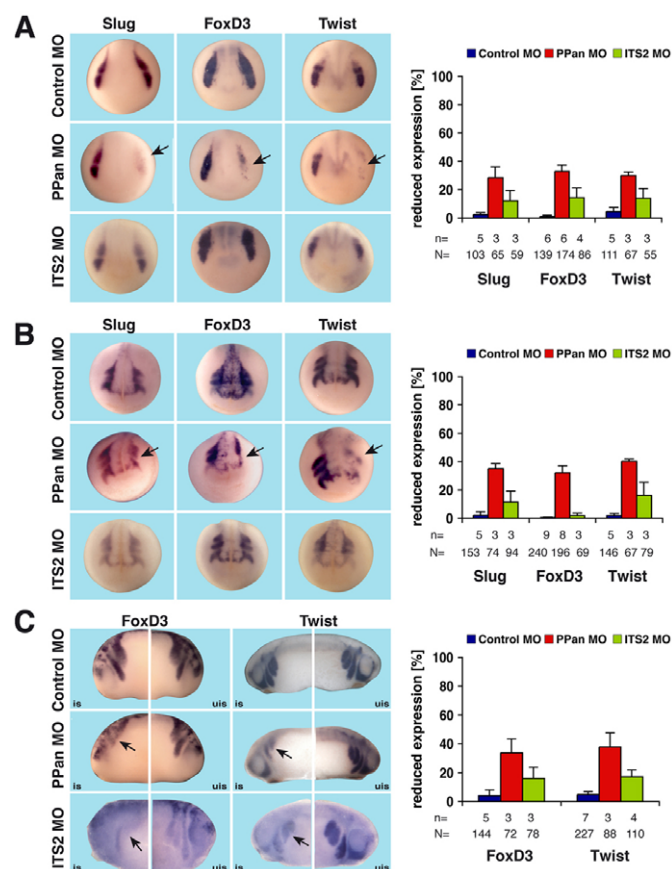 A
Slug FoxD3 Twist
Control MO
PPan MO
ITS2 MO
Control MO PPan MO ITS2 MO
reduced expression [%]
100
80
60
40
20
0
n= 5 3 3 6 6 4 5 3 3
N= 103 65 59 139 174 86 111 67 55
Slug FoxD3 Twist
B
Slug FoxD3 Twist
Control MO
PPan MO
ITS2 MO
Control MO PPan MO ITS2 MO
reduced expression [%]
100
80
60
40
20
0
n= 5 3 3 9 8 3 5 3 3
N= 153 74 94 240 196 69 146 67 79
Slug FoxD3 Twist
C
FoxD3 Twist
Control MO
is uis is uis
PPan MO
is uis is uis
ITS2 MO
is uis is uis
Control MO PPan MO ITS2 MO
reduced expression [%]
100
80
60
40
20
0
n= 5 3 3 7 3 4
N= 144 72 78 227 88 110
FoxD3 Twist